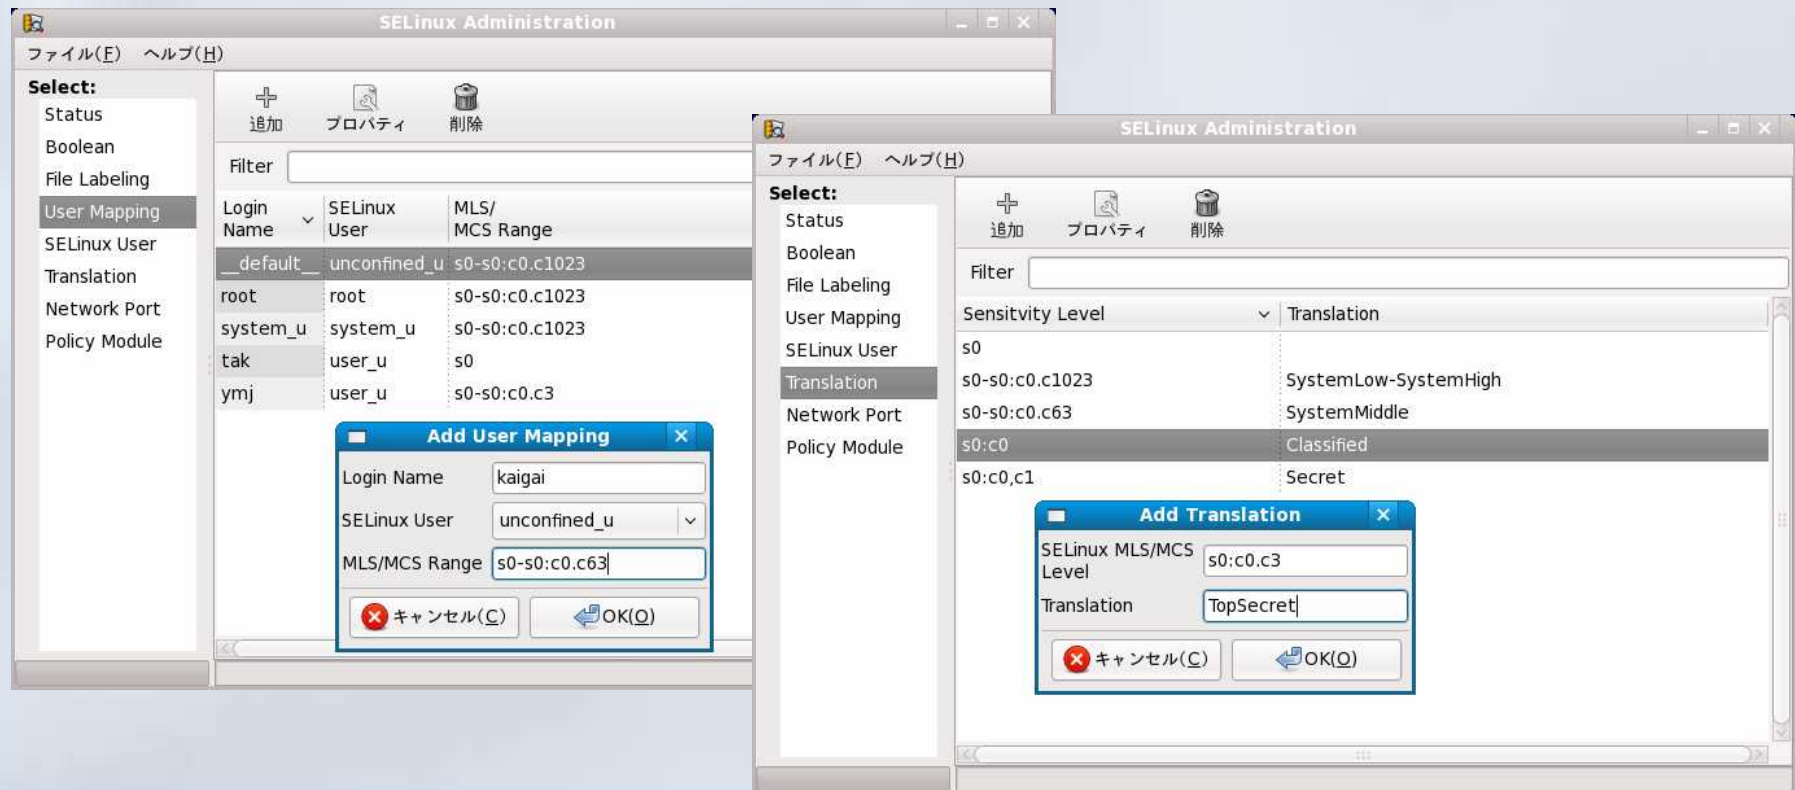 SELinux Administration
ファイル(F) ヘルプ(H)
Select:
Status
Boolean
File Labeling
User Mapping
SELinux User
Translation
Network Port
Policy Module
追加 プロパティ 削除
Filter
Login Name SELinux User MLS/ MCS Range
__default__ unconfined_u s0-s0:c0.c1023
root root s0-s0:c0.c1023
system_u system_u s0-s0:c0.c1023
tak user_u s0
ymj user_u s0-s0:c0.c3
Add User Mapping
Login Name kaigai
SELinux User unconfined_u
MLS/MCS Range s0-s0:c0.c63
キャンセル(C) OK(O)
SELinux Administration
ファイル(F) ヘルプ(H)
Select:
Status
Boolean
File Labeling
User Mapping
SELinux User
Translation
Network Port
Policy Module
追加 プロパティ 削除
Filter
Sensitvity Level Translation
s0
s0-s0:c0.c1023 SystemLow-SystemHigh
s0-s0:c0.c63 SystemMiddle
s0:c0 Classified
s0:c0,c1 Secret
Add Translation
SELinux MLS/MCS
Level s0:c0.c3
Translation TopSecret
キャンセル(C) OK(O)